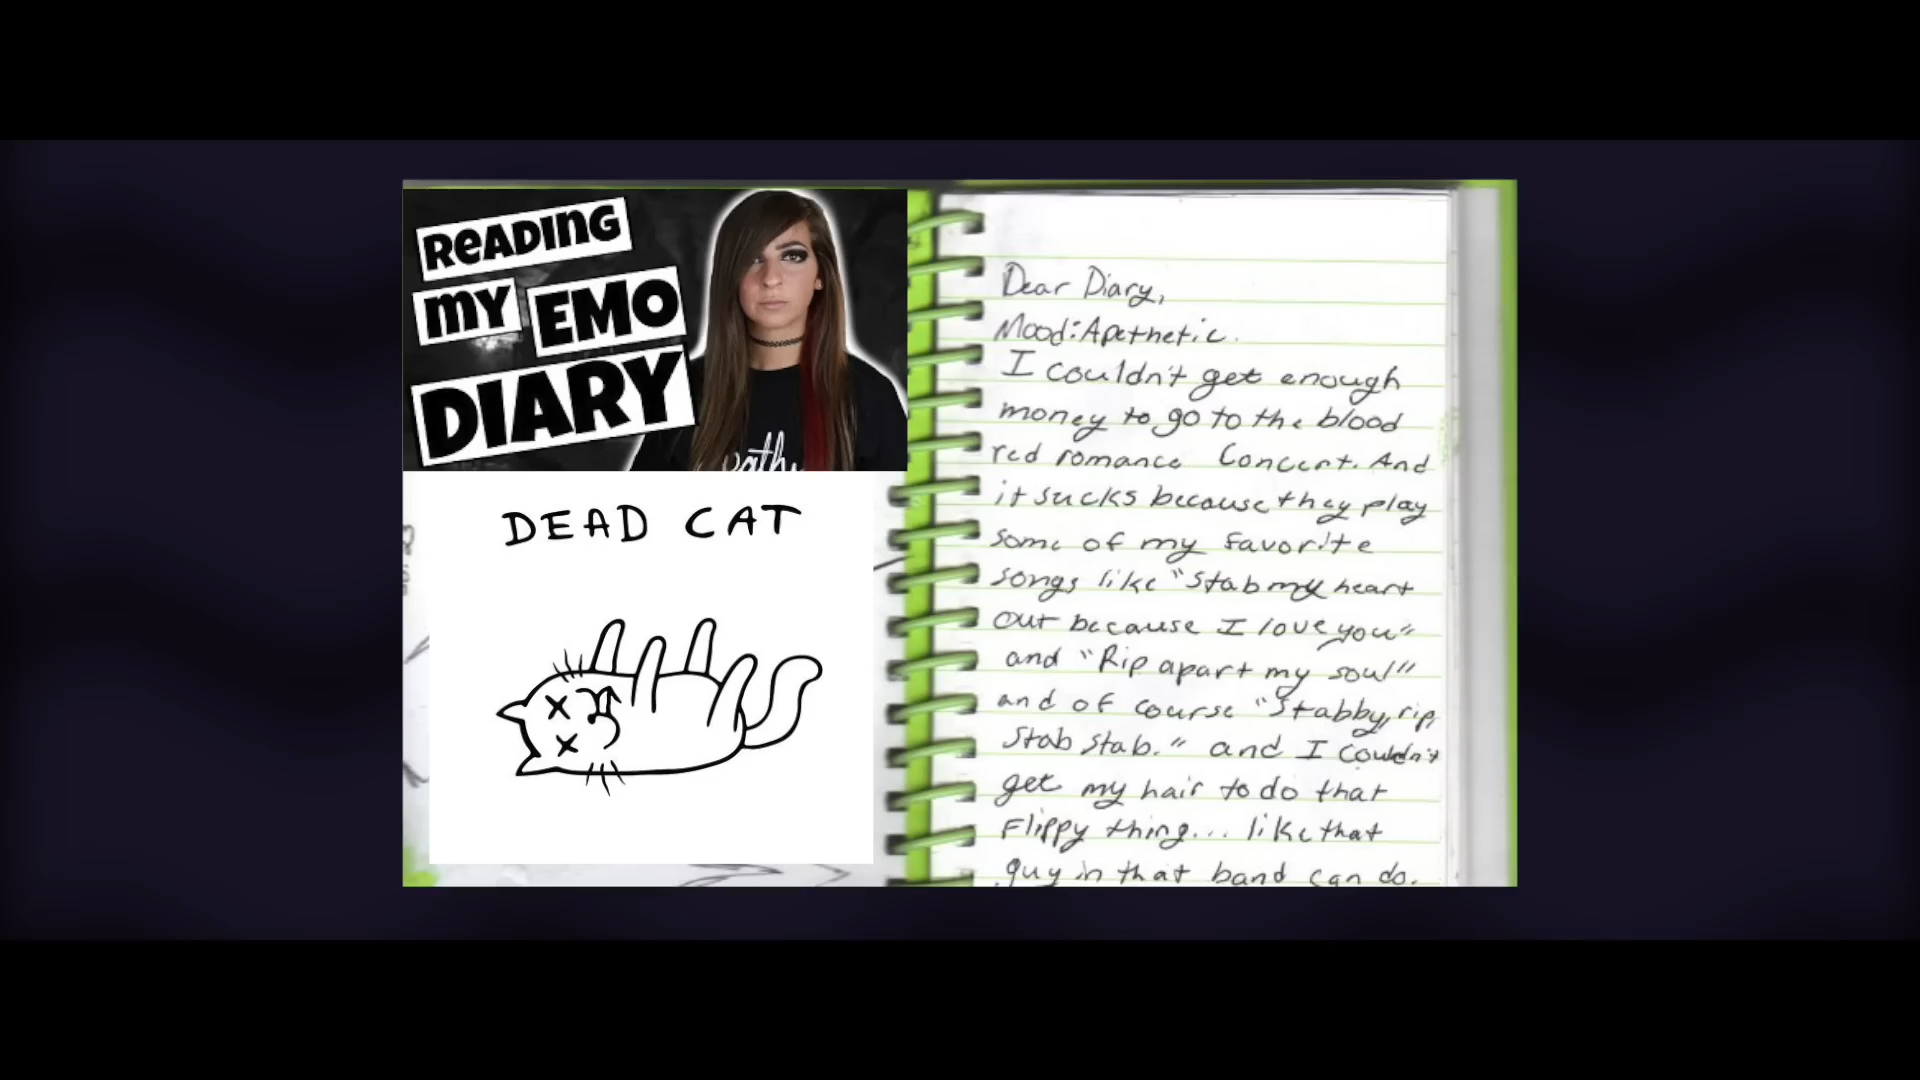 READING
MY EMO
DIARY
pathy
DEAD CAT
Dear Diary,
Mood: Apethetic.
I couldn't get enough
money to go to the blood
red romance Concert. And
it sucks because they play
some of my favorite
songs like "Stab my heart
out because I love you"
and "Rip apart my soul"
and of course "Stabby, rip,
Stab stab." and I couldn't
get my hair to do that
Flippy thing... like that
guy in that band can do.